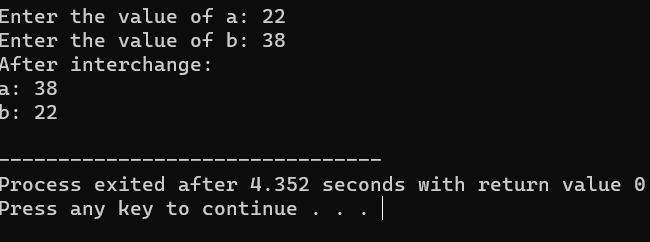 Enter the value of a: 22
Enter the value of b: 38
After interchange:
a: 38
b: 22
--------------------------------
Process exited after 4.352 seconds with return value 0
Press any key to continue . . .